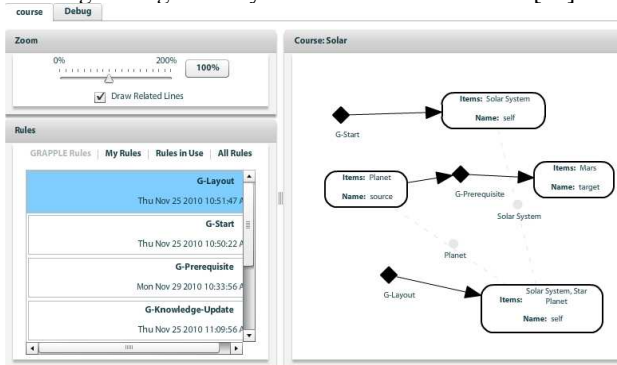 course Debug
Zoom
0% 200%
100%
Draw Related Lines
Rules
GRAPPLE Rules | My Rules | Rules in Use | All Rules
G-Layout
Thu Nov 25 2010 10:51:47 A
G-Start
Thu Nov 25 2010 10:50:22 A
G-Prerequisite
Mon Nov 29 2010 10:33:56 A
G-Knowledge-Update
Thu Nov 25 2010 11:09:56 A
Course: Solar
Items: Solar System
Name: self
G-Start
Items: Planet
Name: source
G-Prerequisite
Items: Mars
Name: target
Solar System
Planet
G-Layout
Items: Solar System, Star
Planet
Name: self